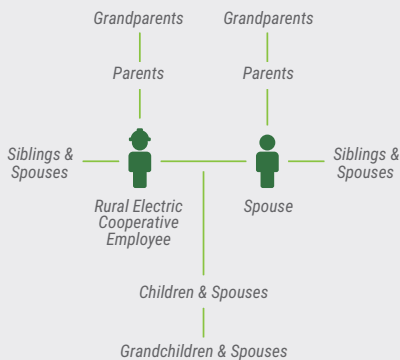 Grandparents
Grandparents
Parents
Parents
Siblings &
Spouses
Siblings &
Spouses
Rural Electric
Cooperative
Employee
Spouse
Children & Spouses
Grandchildren & Spouses